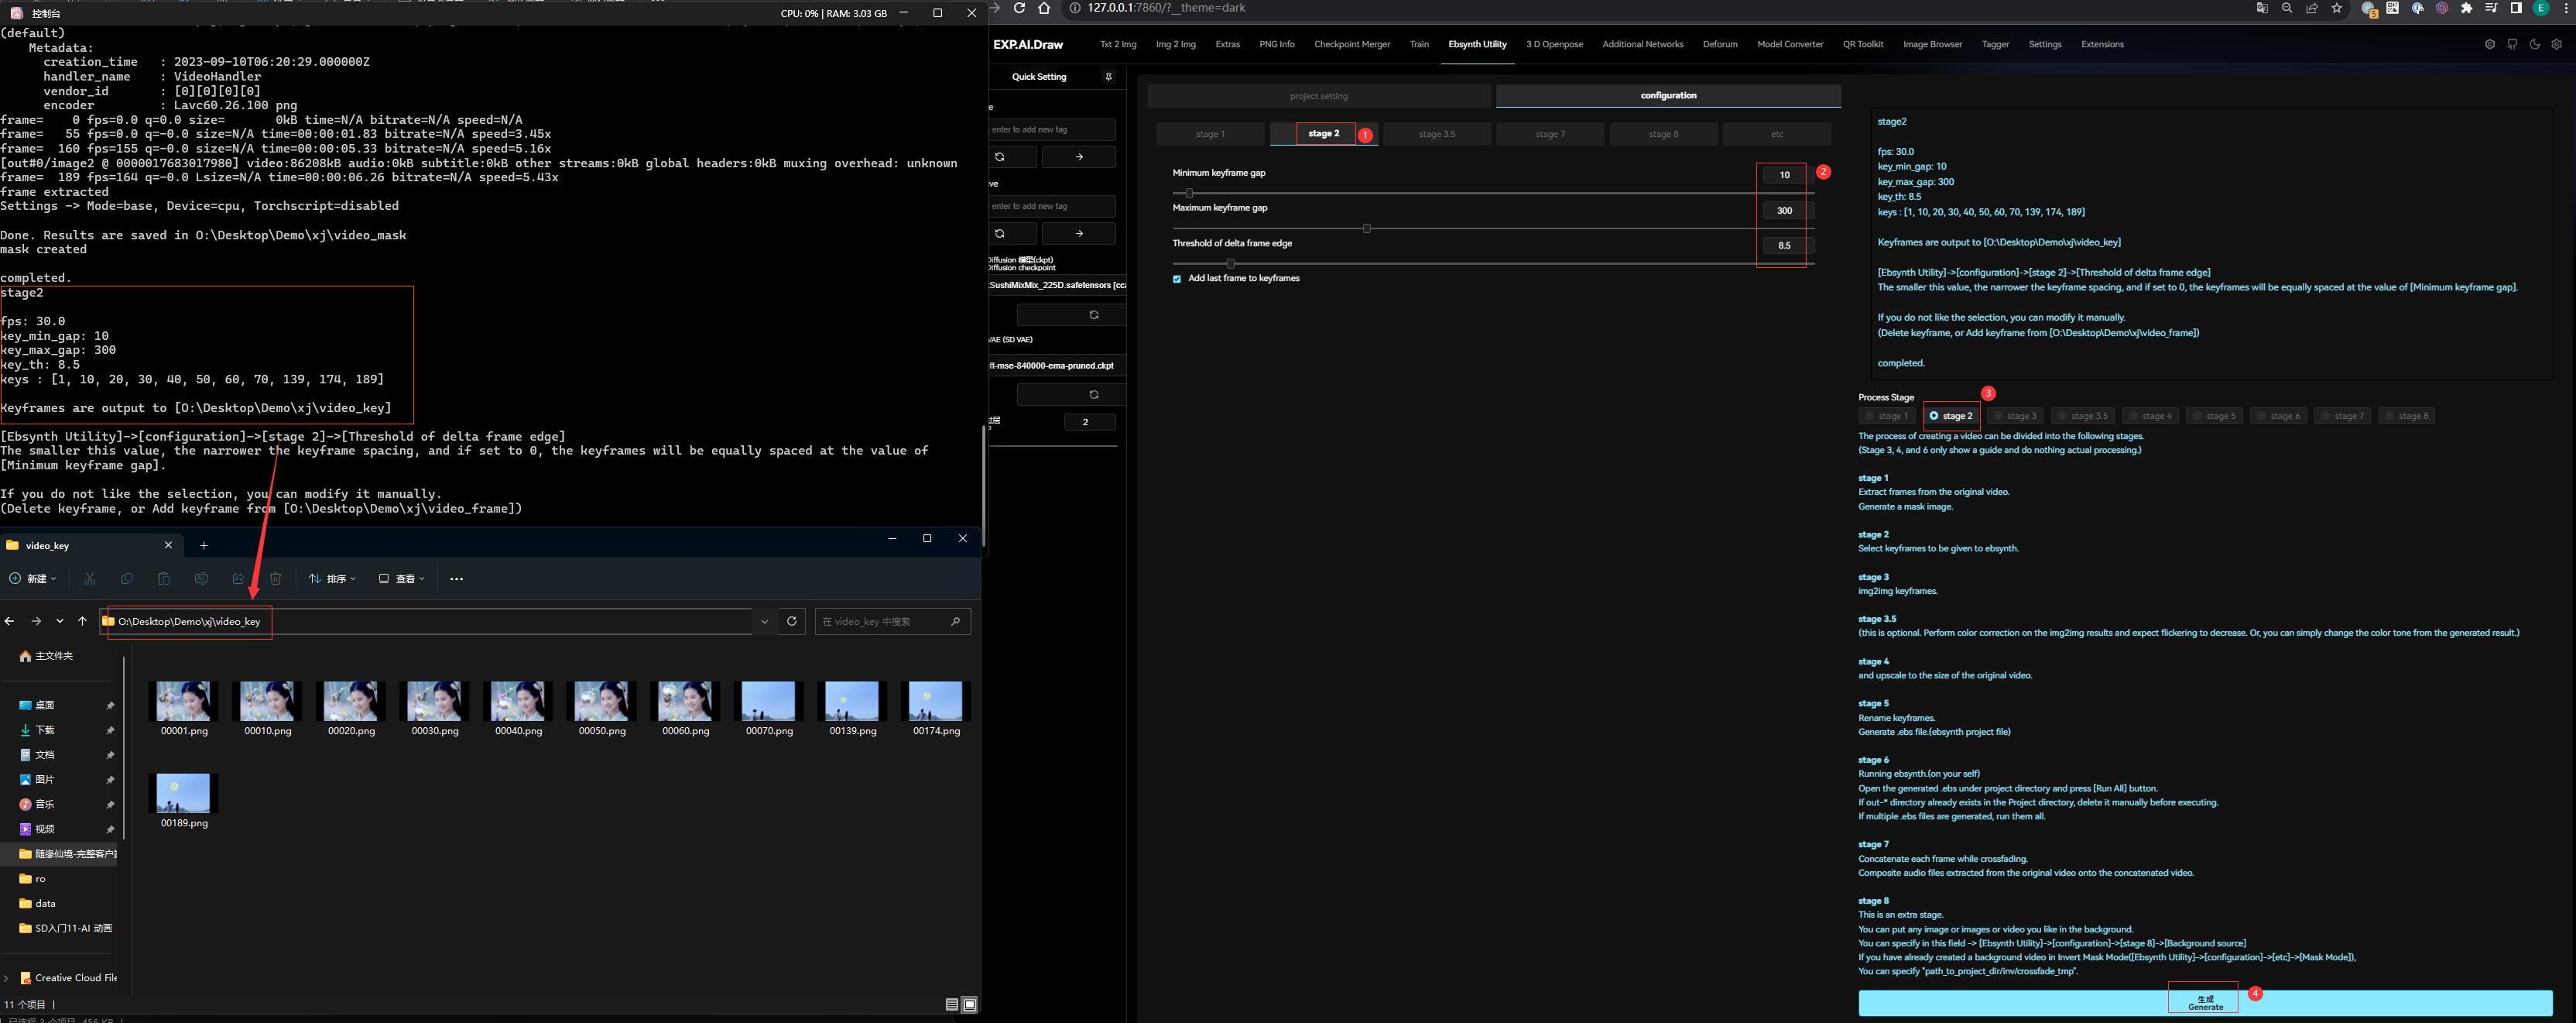 控制台
CPU: 0% | RAM: 3.03 GB
(default)
Metadata:
creation_time : 2023-09-10T06:20:29.000000Z
handler_name : VideoHandler
vendor_id : [0][0][0][0]
encoder : Lavc60.26.100 png
frame= 0 fps=0.0 q=0.0 size= 0kB time=N/A bitrate=N/A speed=N/A
frame= 55 fps=0.0 q=-0.0 size=N/A time=00:00:01.83 bitrate=N/A speed=3.45x
frame= 160 fps=155 q=-0.0 size=N/A time=00:00:05.33 bitrate=N/A speed=5.16x
[out#0/image2 @ 0000017683017980] video:86208kB audio:0kB subtitle:0kB other streams:0kB global headers:0kB muxing overhead: unknown
frame= 189 fps=164 q=-0.0 Lsize=N/A time=00:00:06.26 bitrate=N/A speed=5.43x
frame extracted
Settings -> Mode=base, Device=cpu, Torchscript=disabled
Done. Results are saved in O:\Desktop\Demo\xj\video_mask
mask created
completed.
stage2
fps: 30.0
key_min_gap: 10
key_max_gap: 300
key_th: 8.5
keys : [1, 10, 20, 30, 40, 50, 60, 70, 139, 174, 189]
Keyframes are output to [O:\Desktop\Demo\xj\video_key]
[Ebsynth Utility]->[configuration]->[stage 2]->[Threshold of delta frame edge]
The smaller this value, the narrower the keyframe spacing, and if set to 0, the keyframes will be equally spaced at the value of
[Minimum keyframe gap].
If you do not like the selection, you can modify it manually.
(Delete keyframe, or Add keyframe from [O:\Desktop\Demo\xj\video_frame])
video_key
新建
排序
查看
O:\Desktop\Demo\xj\video_key
在 video_key 中搜索
主文件夹
桌面
下载
文档
图片
音乐
视频
随缘仙境-完整客户
ro
data
SD入门11-AI 动画
Creative Cloud File
00001.png 00010.png 00020.png 00030.png 00040.png 00050.png 00060.png 00070.png 00139.png 00174.png
00189.png
11 个项目
127.0.0.1:7860/?__theme=dark
5
E
EXP.AI.Draw
Txt 2 Img Img 2 Img Extras PNG Info Checkpoint Merger Train Ebsynth Utility 3 D Openpose Additional Networks Deforum Model Converter QR Toolkit Image Browser Tagger Settings Extensions
Quick Setting
e
enter to add new tag
ve
enter to add new tag
Diffusion 模型(ckpt)
Diffusion checkpoint
SushiMixMix_225D.safetensors [cc
VAE (SD VAE)
ft-mse-840000-ema-pruned.ckpt
2
project setting
configuration
stage 1
stage 2
1
stage 3.5
stage 7
stage 8
etc
Minimum keyframe gap
10
2
Maximum keyframe gap
300
Threshold of delta frame edge
8.5
Add last frame to keyframes
stage2
fps: 30.0
key_min_gap: 10
key_max_gap: 300
key_th: 8.5
keys : [1, 10, 20, 30, 40, 50, 60, 70, 139, 174, 189]
Keyframes are output to [O:\Desktop\Demo\xj\video_key]
[Ebsynth Utility]->[configuration]->[stage 2]->[Threshold of delta frame edge]
The smaller this value, the narrower the keyframe spacing, and if set to 0, the keyframes will be equally spaced at the value of [Minimum keyframe gap].
If you do not like the selection, you can modify it manually.
(Delete keyframe, or Add keyframe from [O:\Desktop\Demo\xj\video_frame])
completed.
Process Stage
3
stage 1 stage 2 stage 3 stage 3.5 stage 4 stage 5 stage 6 stage 7 stage 8
The process of creating a video can be divided into the following stages.
(Stage 3, 4, and 6 only show a guide and do nothing actual processing.)
stage 1
Extract frames from the original video.
Generate a mask image.
stage 2
Select keyframes to be given to ebsynth.
stage 3
img2img keyframes.
stage 3.5
(this is optional. Perform color correction on the img2img results and expect flickering to decrease. Or, you can simply change the color tone from the generated result.)
stage 4
and upscale to the size of the original video.
stage 5
Rename keyframes.
Generate .ebs file.(ebsynth project file)
stage 6
Running ebsynth.(on your self)
Open the generated .ebs under project directory and press [Run All] button.
If out-* directory already exists in the Project directory, delete it manually before executing.
If multiple .ebs files are generated, run them all.
stage 7
Concatenate each frame while crossfading.
Composite audio files extracted from the original video onto the concatenated video.
stage 8
This is an extra stage.
You can put any image or images or video you like in the background.
You can specify in this field -> [Ebsynth Utility]->[configuration]->[stage 8]->[Background source]
If you have already created a background video in Invert Mask Mode([Ebsynth Utility]->[configuration]->[etc]->[Mask Mode]),
You can specify "path_to_project_dir/inv/crossfade_tmp".
生成
Generate
4